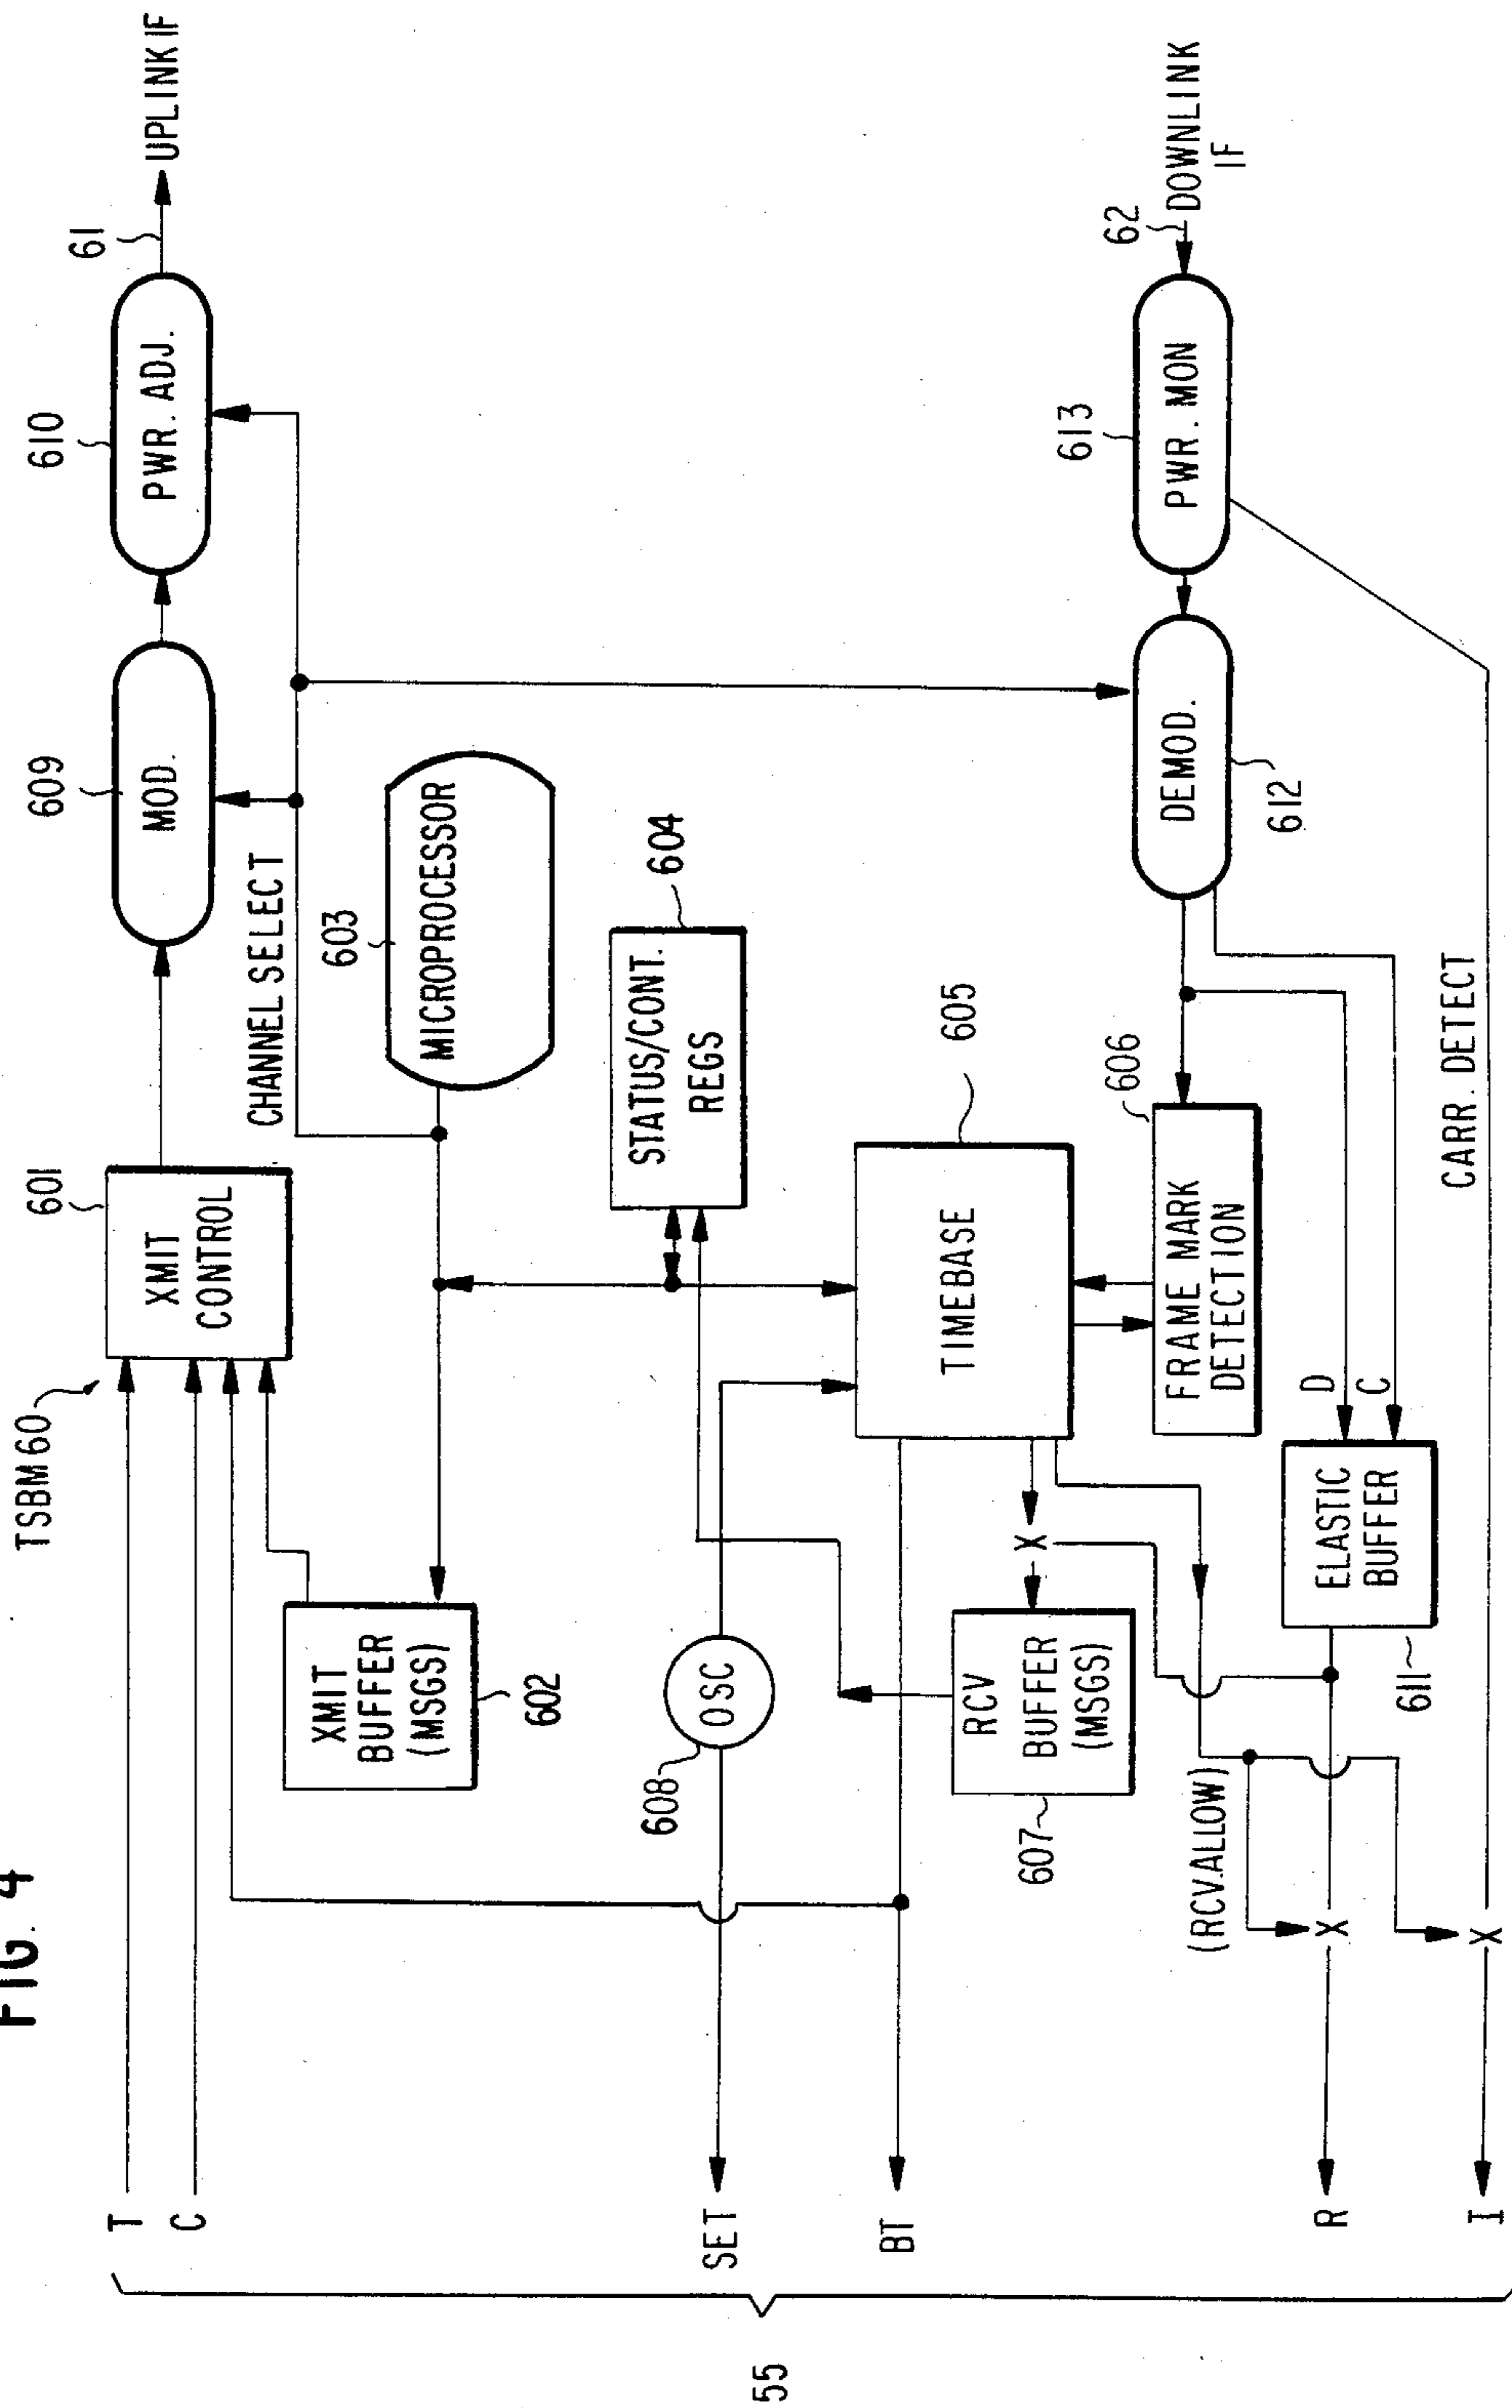 FIG. 4
TSBM 60
T
C
601
XMIT
CONTROL
609
MOD.
610
PWR. ADJ.
61
UPLINK IF
CHANNEL SELECT
603
MICROPROCESSOR
XMIT
BUFFER
(MSGS)
602
STATUS/CONT.
REGS
604
SET
608
OSC
BT
TIMEBASE
605
RCV
BUFFER
(MSGS)
607
X
606
FRAME MARK
DETECTION
DEMOD.
612
613
PWR. MON
62
DOWNLINK
IF
(RCV.ALLOW)
D
C
ELASTIC
BUFFER
611
R
X
CARR. DETECT
I
X
55